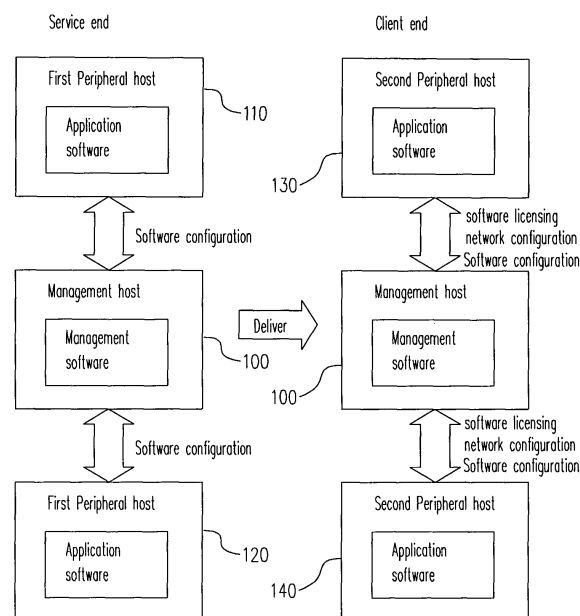 Service end
Client end
First Peripheral host
Application
software
110
Second Peripheral host
Application
software
130
Software configuration
software licensing
network configuration
Software configuration
Management host
Management
software
100
Deliver
Management host
Management
software
100
Software configuration
software licensing
network configuration
Software configuration
First Peripheral host
Application
software
120
Second Peripheral host
Application
software
140